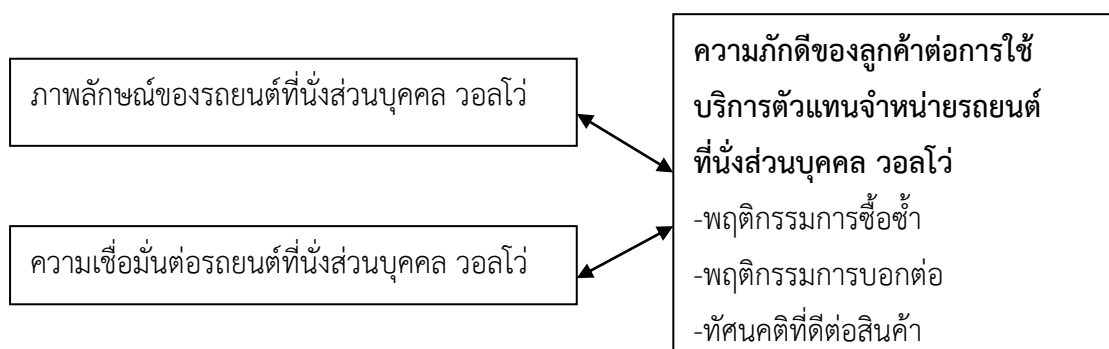 ภาพลักษณ์ของรถยนต์ที่นั่งส่วนบุคคล วอลโว่
ความเชื่อมั่นต่อรถยนต์ที่นั่งส่วนบุคคล วอลโว่
ความภักดีของลูกค้าต่อการใช้
บริการตัวแทนจำหน่ายรถยนต์
ที่นั่งส่วนบุคคล วอลโว่
-พฤติกรรมการซื้อซ้ำ
-พฤติกรรมการบอกต่อ
-ทัศนคติที่ดีต่อสินค้า